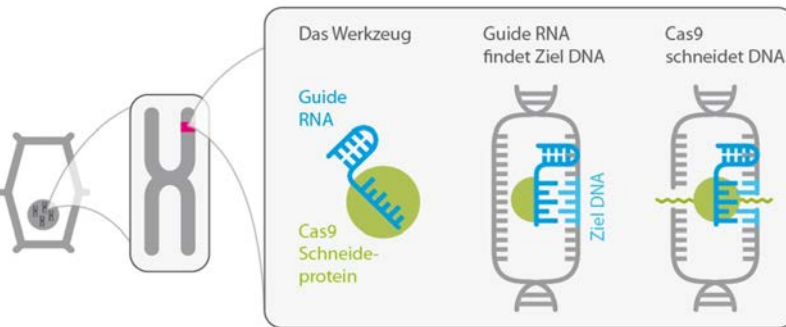 Das Werkzeug
Guide RNA
findet Ziel DNA
Cas9
schneidet DNA
Guide
RNA
Cas9
Schneide-
protein
Ziel DNA